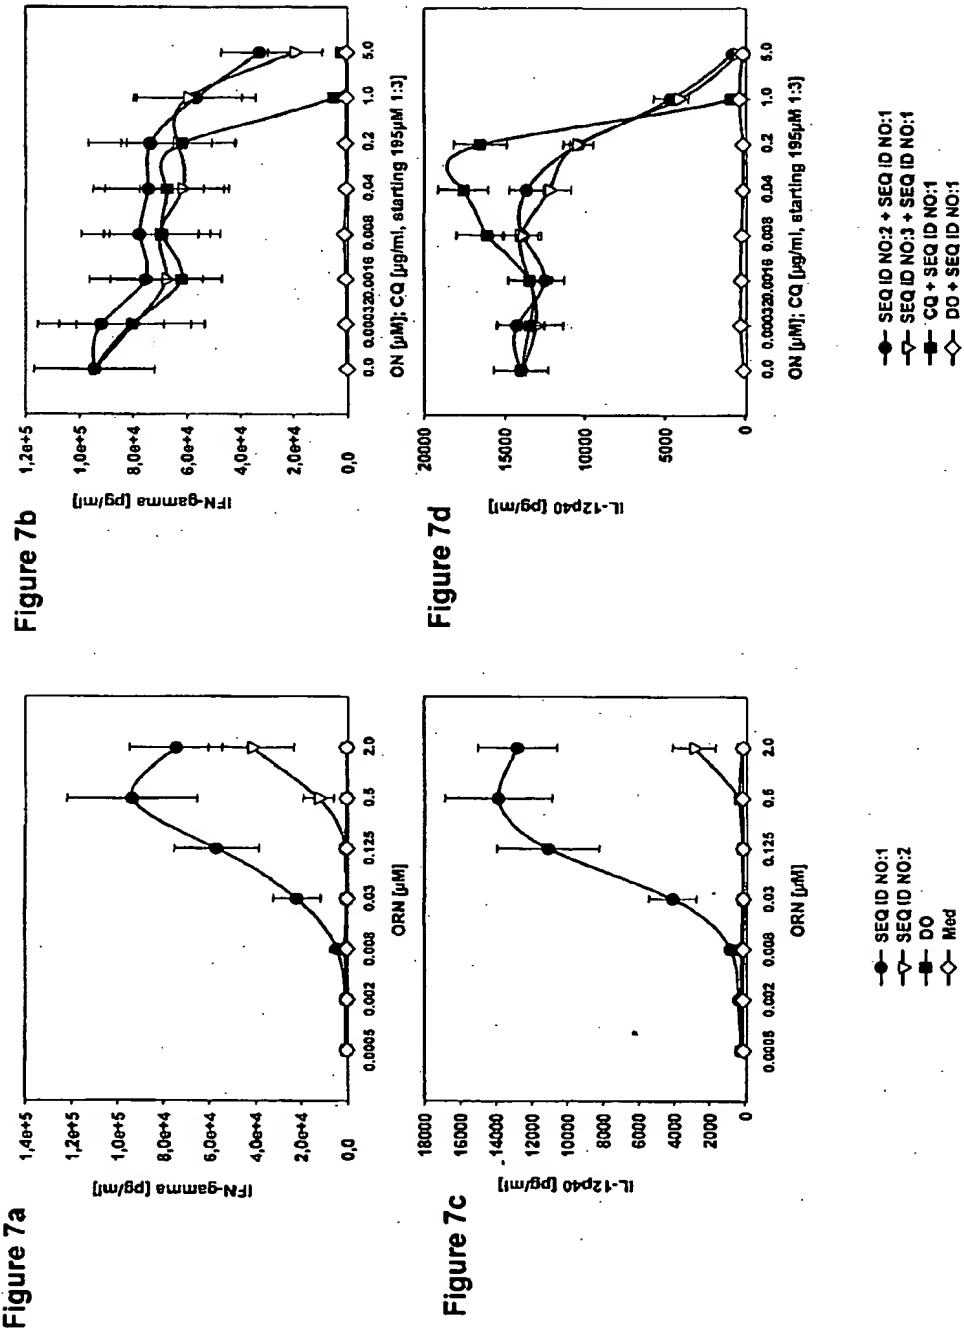 Figure 7a
IFN-gamma [pg/ml]
1,4e+5
1,2e+5
1,0e+5
8,0e+4
6,0e+4
4,0e+4
2,0e+4
0,0
0.0005 0.002 0.008 0.03 0.125 0.5 2.0
ORN [µM]
Figure 7b
IFN-gamma [pg/ml]
1,2e+5
1,0e+5
8,0e+4
6,0e+4
4,0e+4
2,0e+4
0,0
0.0 0.00032 0.0016 0.008 0.04 0.2 1.0 5.0
ON [µM]; CQ [µg/ml, starting 195µM 1:3]
Figure 7c
IL-12p40 [pg/ml]
18000
16000
14000
12000
10000
8000
6000
4000
2000
0
0.0005 0.002 0.008 0.03 0.125 0.5 2.0
ORN [µM]
SEQ ID NO:1
SEQ ID NO:2
DO
Med
Figure 7d
IL-12p40 [pg/ml]
20000
15000
10000
5000
0
0.0 0.00032 0.0016 0.008 0.04 0.2 1.0 5.0
ON [µM]; CQ [µg/ml, starting 195µM 1:3]
SEQ ID NO:2 + SEQ ID NO:1
SEQ ID NO:3 + SEQ ID NO:1
CQ + SEQ ID NO:1
DO + SEQ ID NO:1